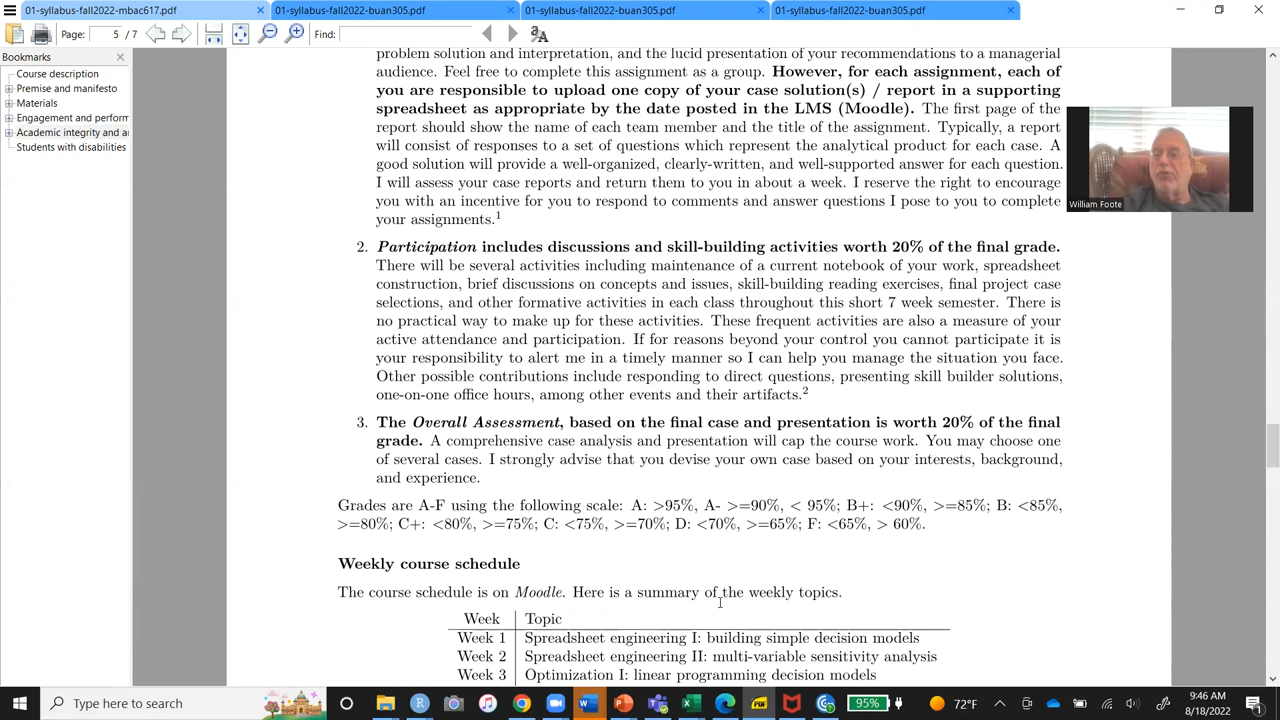 01-syllabus-fall2022-mbac617.pdf × 01-syllabus-fall2022-buan305.pdf × 01-syllabus-fall2022-buan305.pdf × 01-syllabus-fall2022-buan305.pdf ×
Page: 5 / 7 Find:
Bookmarks
Course description
Premise and manifesto
Materials
Engagement and perform
Academic integrity and ar
Students with disabilities
problem solution and interpretation, and the lucid presentation of your recommendations to a managerial
audience. Feel free to complete this assignment as a group. However, for each assignment, each of
you are responsible to upload one copy of your case solution(s) / report in a supporting
spreadsheet as appropriate by the date posted in the LMS (Moodle). The first page of the
report should show the name of each team member and the title of the assignment. Typically, a report
will consist of responses to a set of questions which represent the analytical product for each case. A
good solution will provide a well-organized, clearly-written, and well-supported answer for each question.
I will assess your case reports and return them to you in about a week. I reserve the right to encourage
you with an incentive for you to respond to comments and answer questions I pose to you to complete
your assignments.1
2. Participation includes discussions and skill-building activities worth 20% of the final grade.
There will be several activities including maintenance of a current notebook of your work, spreadsheet
construction, brief discussions on concepts and issues, skill-building reading exercises, final project case
selections, and other formative activities in each class throughout this short 7 week semester. There is
no practical way to make up for these activities. These frequent activities are also a measure of your
active attendance and participation. If for reasons beyond your control you cannot participate it is
your responsibility to alert me in a timely manner so I can help you manage the situation you face.
Other possible contributions include responding to direct questions, presenting skill builder solutions,
one-on-one office hours, among other events and their artifacts.2
3. The Overall Assessment, based on the final case and presentation is worth 20% of the final
grade. A comprehensive case analysis and presentation will cap the course work. You may choose one
of several cases. I strongly advise that you devise your own case based on your interests, background,
and experience.
Grades are A-F using the following scale: A: >95%, A- >=90%, < 95%; B+: <90%, >=85%; B: <85%,
>=80%; C+: <80%, >=75%; C: <75%, >=70%; D: <70%, >=65%; F: <65%, > 60%.
Weekly course schedule
The course schedule is on Moodle. Here is a summary of the weekly topics.
Week Topic
Week 1 Spreadsheet engineering I: building simple decision models
Week 2 Spreadsheet engineering II: multi-variable sensitivity analysis
Week 3 Optimization I: linear programming decision models
William Foote
Type here to search
95%
72°F
9:46 AM
8/18/2022